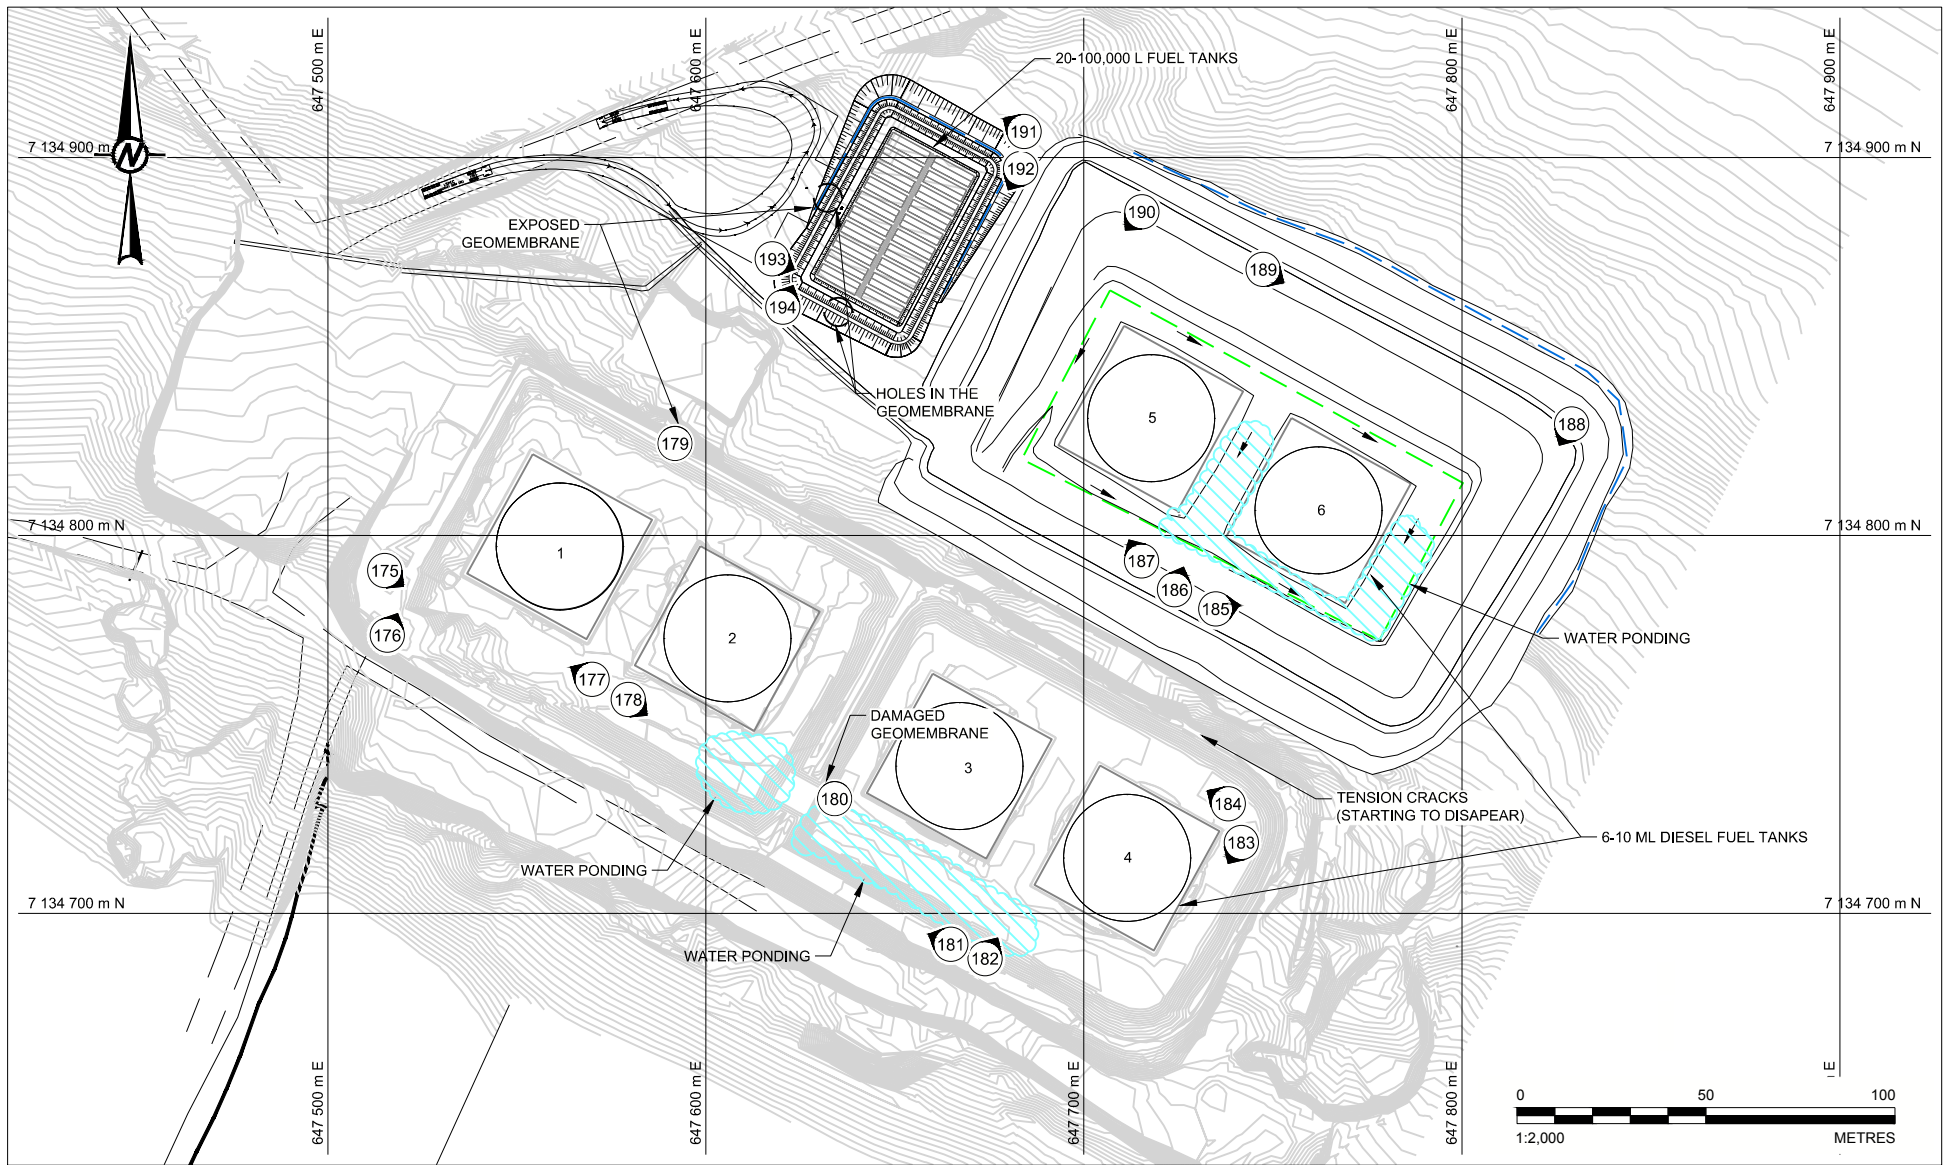 647 500 m E
647 600 m E
647 800 m E
647 900 m E
20-100,000 L FUEL TANKS
191
7 134 900 m
N
7 134 900 m N
192
190
EXPOSED
GEOMEMBRANE
193
189
194
HOLES IN THE
GEOMEMBRANE
5
188
179
6
7 134 800 m N
7 134 800 m N
1
187
175
186
185
176
2
WATER PONDING
177
178
DAMAGED
GEOMEMBRANE
3
180
184
TENSION CRACKS
(STARTING TO DISAPEAR)
183
6-10 ML DIESEL FUEL TANKS
4
WATER PONDING
7 134 700 m N
7 134 700 m N
181
182
WATER PONDING
647 500 m E
647 600 m E
647 700 m E
647 800 m E
E
0 50 100
1:2,000 METRES